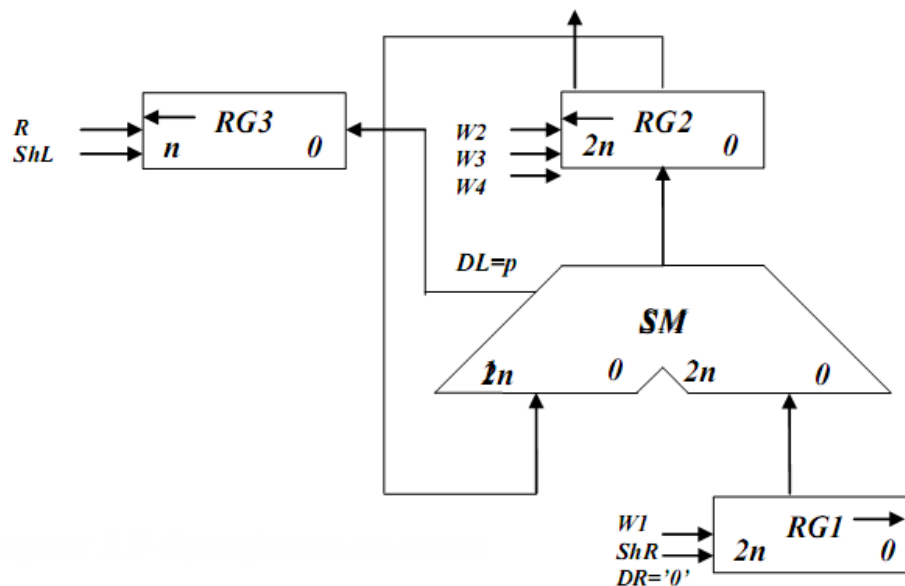 R
ShL
RG3
n 0
W2
W3
W4
RG2
2n 0
DL=p
SM
2n 0 2n 0
W1
ShR
DR='0'
RG1
2n 0